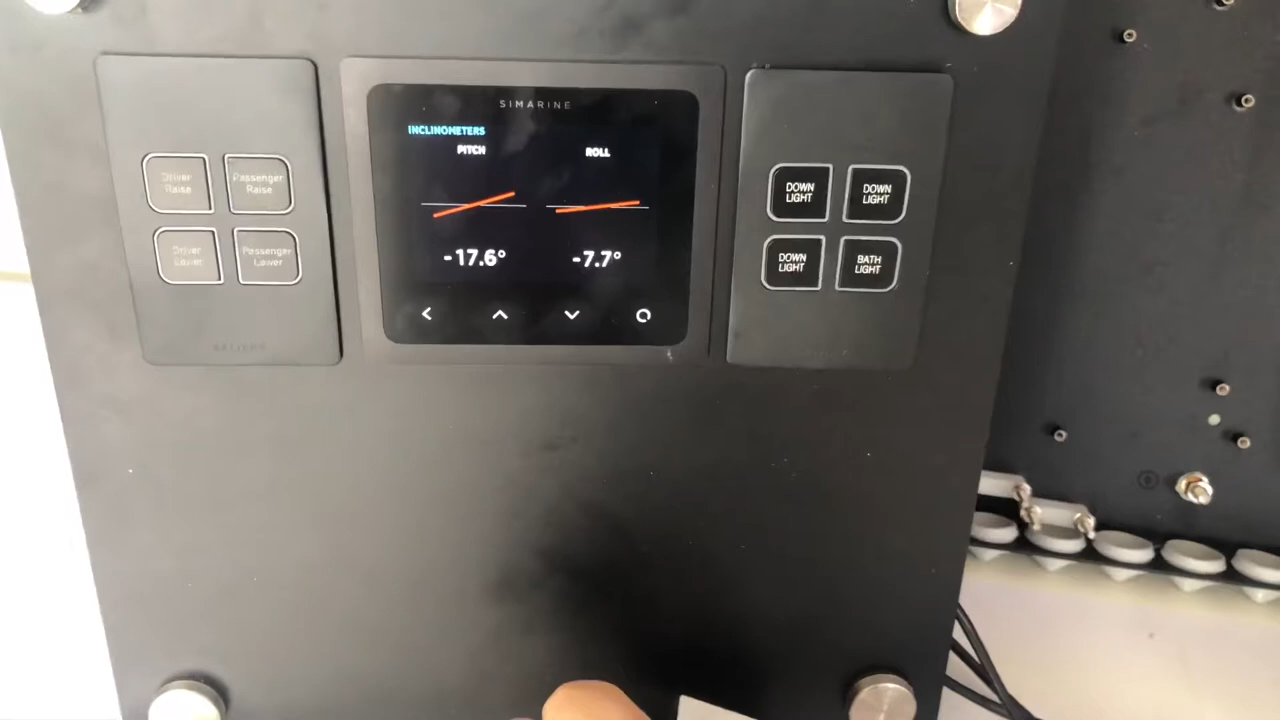 SIMARINE
INCLINOMETERS
PITCH
ROLL
-17.6°
-7.7°
Driver
Raise
Passenger
Raise
Driver
Lower
Passenger
Lower
DOWN
LIGHT
DOWN
LIGHT
DOWN
LIGHT
BATH
LIGHT